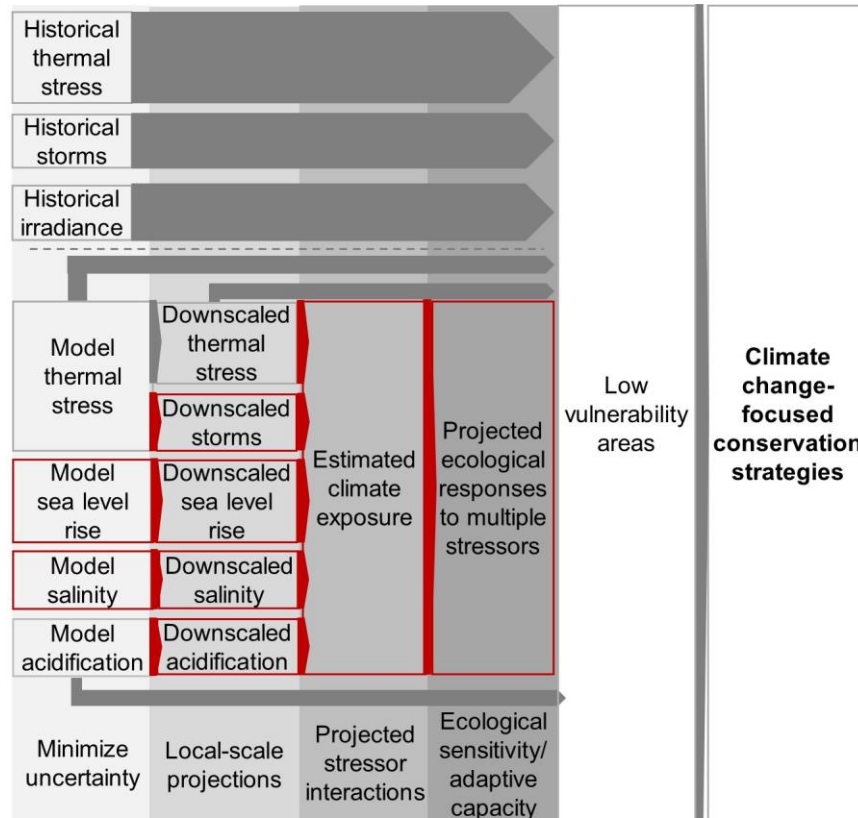 Historical
thermal
stress
Historical
storms
Historical
irradiance
Model
thermal
stress
Downscaled
thermal
stress
Downscaled
storms
Model
sea level
rise
Downscaled
sea level
rise
Model
salinity
Downscaled
salinity
Model
acidification
Downscaled
acidification
Estimated
climate
exposure
Projected
ecological
responses
to multiple
stressors
Low
vulnerability
areas
Climate
change-
focused
conservation
strategies
Minimize
uncertainty
Local-scale
projections
Projected
stressor
interactions
Ecological
sensitivity/
adaptive
capacity